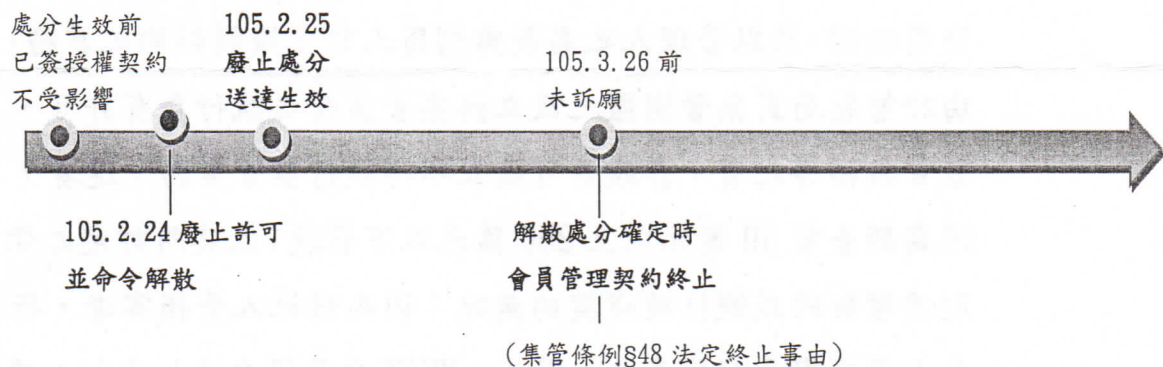 處分生效前
已簽授權契約
不受影響
105.2.25
廢止處分
送達生效
105.3.26 前
未訴願
105.2.24 廢止許可
並命令解散
解散處分確定時
會員管理契約終止
(集管條例§48 法定終止事由)